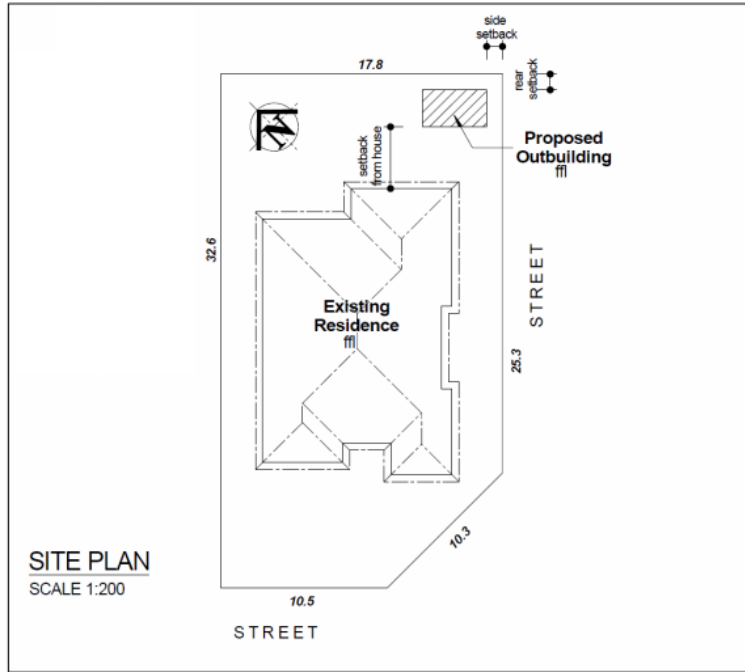 side
setback
17.8
rear
setback
N
setback
from house
Proposed
Outbuilding
ffl
32.6
STREET
Existing
Residence
ffl
25.3
10.3
SITE PLAN
SCALE 1:200
10.5
STREET